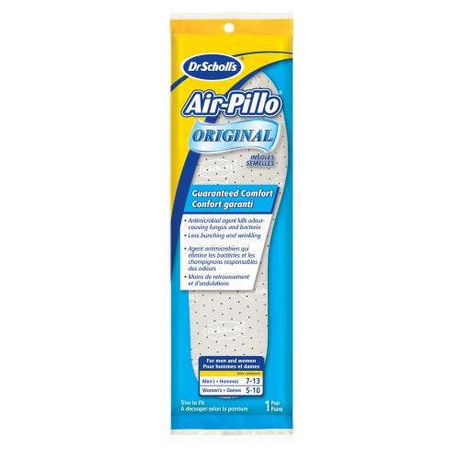 Dr Scholl's
Air-Pillo
ORIGINAL
INSOLES
SEMELLES
Guaranteed Comfort
Confort garanti
• Antimicrobial agent kills odour-
causing fungus and bacteria
• Less bunching and wrinkling
• Agent antimicrobien qui
élimine les bactéries et les
champignons responsables
des odeurs
• Moins de retroussement
et d'ondulations
For men and women
Pour hommes et dames
Men's • Hommes 7-13
Women's • Dames 5-10
Trim to Fit
À découper selon la pointure
1 Pair
Paire